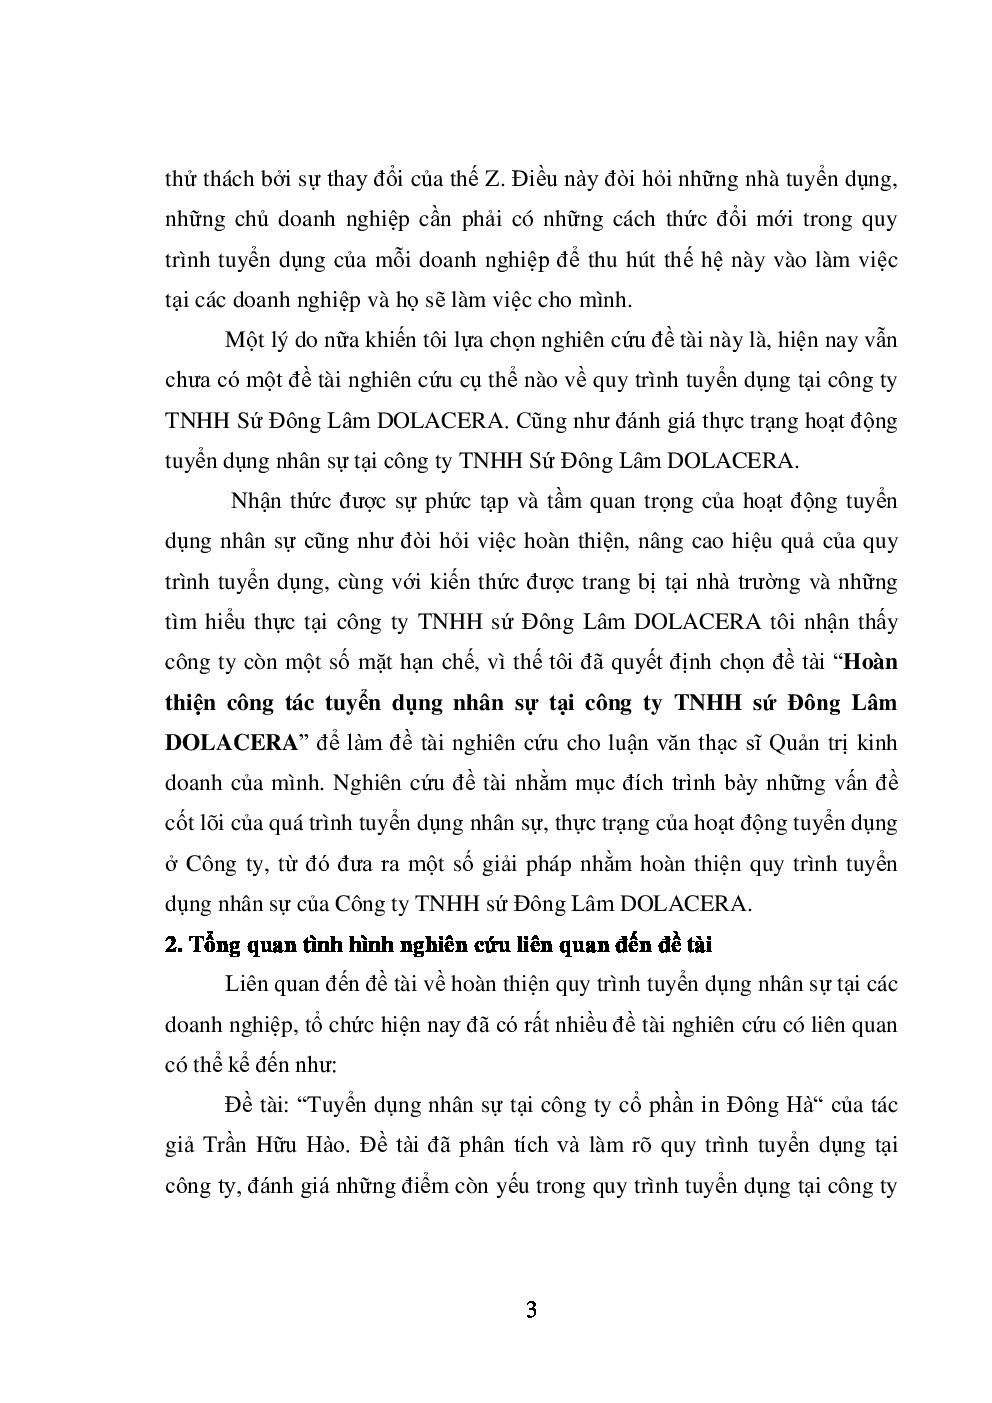 thử thách bởi sự thay đổi của thế Z. Điều này đòi hỏi những nhà tuyển dụng,
những chủ doanh nghiệp cần phải có những cách thức đổi mới trong quy
trình tuyển dụng của mỗi doanh nghiệp để thu hút thế hệ này vào làm việc
tại các doanh nghiệp và họ sẽ làm việc cho mình.
Một lý do nữa khiến tôi lựa chọn nghiên cứu đề tài này là, hiện nay vẫn
chưa có một đề tài nghiên cứu cụ thể nào về quy trình tuyển dụng tại công ty
TNHH Sứ Đông Lâm DOLACERA. Cũng như đánh giá thực trạng hoạt động
tuyển dụng nhân sự tại công ty TNHH Sứ Đông Lâm DOLACERA.
Nhận thức được sự phức tạp và tầm quan trọng của hoạt động tuyển
dụng nhân sự cũng như đòi hỏi việc hoàn thiện, nâng cao hiệu quả của quy
trình tuyển dụng, cùng với kiến thức được trang bị tại nhà trường và những
tìm hiểu thực tại công ty TNHH sứ Đông Lâm DOLACERA tôi nhận thấy
công ty còn một số mặt hạn chế, vì thế tôi đã quyết định chọn đề tài “Hoàn
thiện công tác tuyển dụng nhân sự tại công ty TNHH sứ Đông Lâm
DOLACERA” để làm đề tài nghiên cứu cho luận văn thạc sĩ Quản trị kinh
doanh của mình. Nghiên cứu đề tài nhằm mục đích trình bày những vấn đề
cốt lõi của quá trình tuyển dụng nhân sự, thực trạng của hoạt động tuyển dụng
ở Công ty, từ đó đưa ra một số giải pháp nhằm hoàn thiện quy trình tuyển
dụng nhân sự của Công ty TNHH sứ Đông Lâm DOLACERA.
2. Tổng quan tình hình nghiên cứu liên quan đến đề tài
Liên quan đến đề tài về hoàn thiện quy trình tuyển dụng nhân sự tại các
doanh nghiệp, tổ chức hiện nay đã có rất nhiều đề tài nghiên cứu có liên quan
có thể kể đến như:
Đề tài: “Tuyển dụng nhân sự tại công ty cổ phần in Đông Hà“ của tác
giả Trần Hữu Hào. Đề tài đã phân tích và làm rõ quy trình tuyển dụng tại
công ty, đánh giá những điểm còn yếu trong quy trình tuyển dụng tại công ty
3